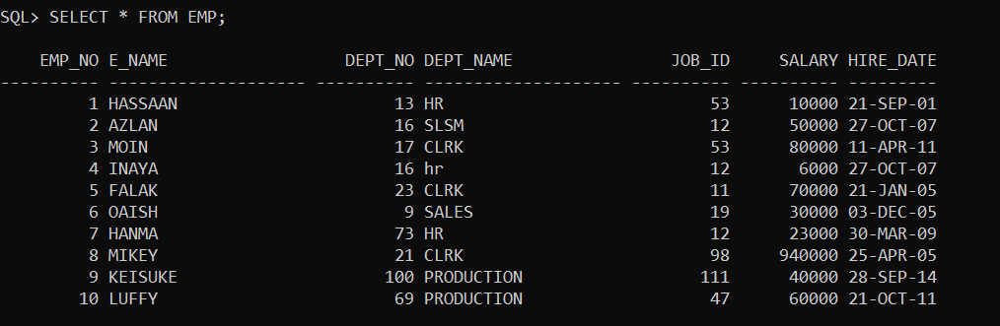 SQL> SELECT * FROM EMP;
EMP_NO E_NAME DEPT_NO DEPT_NAME JOB_ID SALARY HIRE_DATE
---------- -------------------- ---------- -------------------- ---------- ---------- ---------
1 HASSAAN 13 HR 53 10000 21-SEP-01
2 AZLAN 16 SLSM 12 50000 27-OCT-07
3 MOIN 17 CLRK 53 80000 11-APR-11
4 INAYA 16 hr 12 6000 27-OCT-07
5 FALAK 23 CLRK 11 70000 21-JAN-05
6 OAISH 9 SALES 19 30000 03-DEC-05
7 HANMA 73 HR 12 23000 30-MAR-09
8 MIKEY 21 CLRK 98 940000 25-APR-05
9 KEISUKE 100 PRODUCTION 111 40000 28-SEP-14
10 LUFFY 69 PRODUCTION 47 60000 21-OCT-11